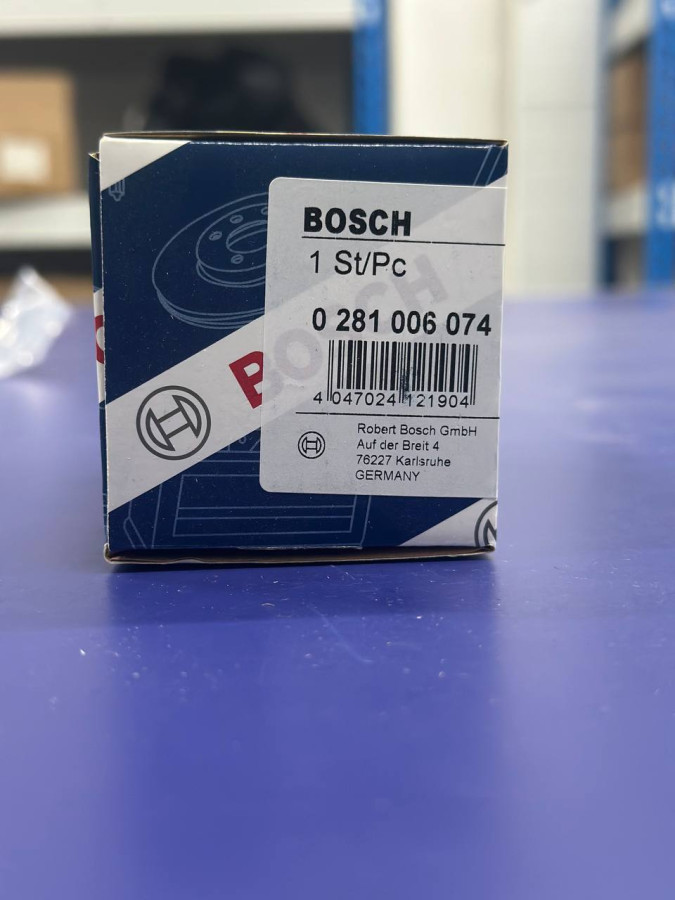 BOSCH
1 St/Pc
BOSCH
0 281 006 074
4 047024 121904
Robert Bosch GmbH
Auf der Breit 4
76227 Karlsruhe
GERMANY